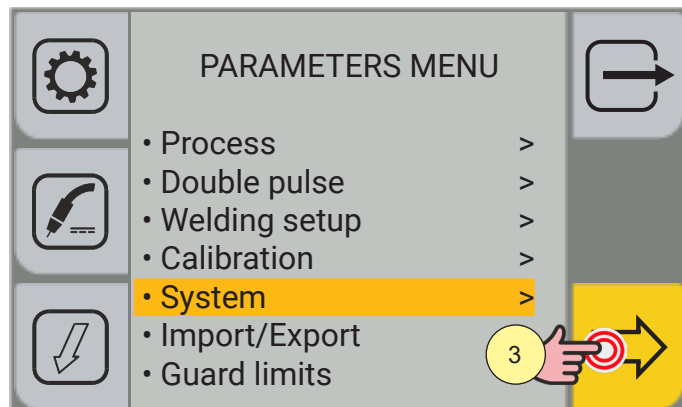 PARAMETERS MENU
• Process >
• Double pulse >
• Welding setup >
• Calibration >
• System >
• Import/Export
• Guard limits
3